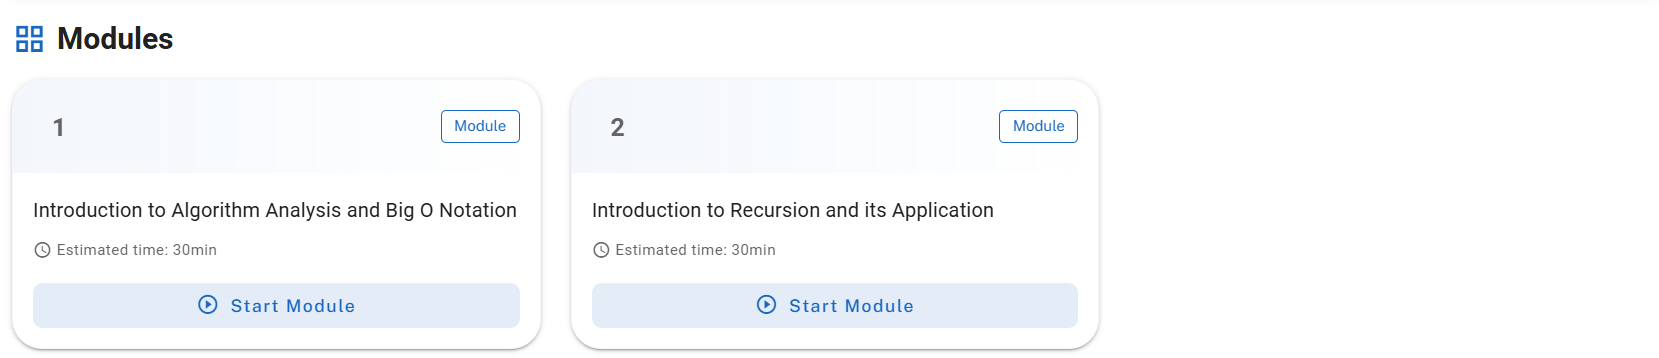 Modules
1
Module
Introduction to Algorithm Analysis and Big O Notation
Estimated time: 30min
Start Module
2
Module
Introduction to Recursion and its Application
Estimated time: 30min
Start Module